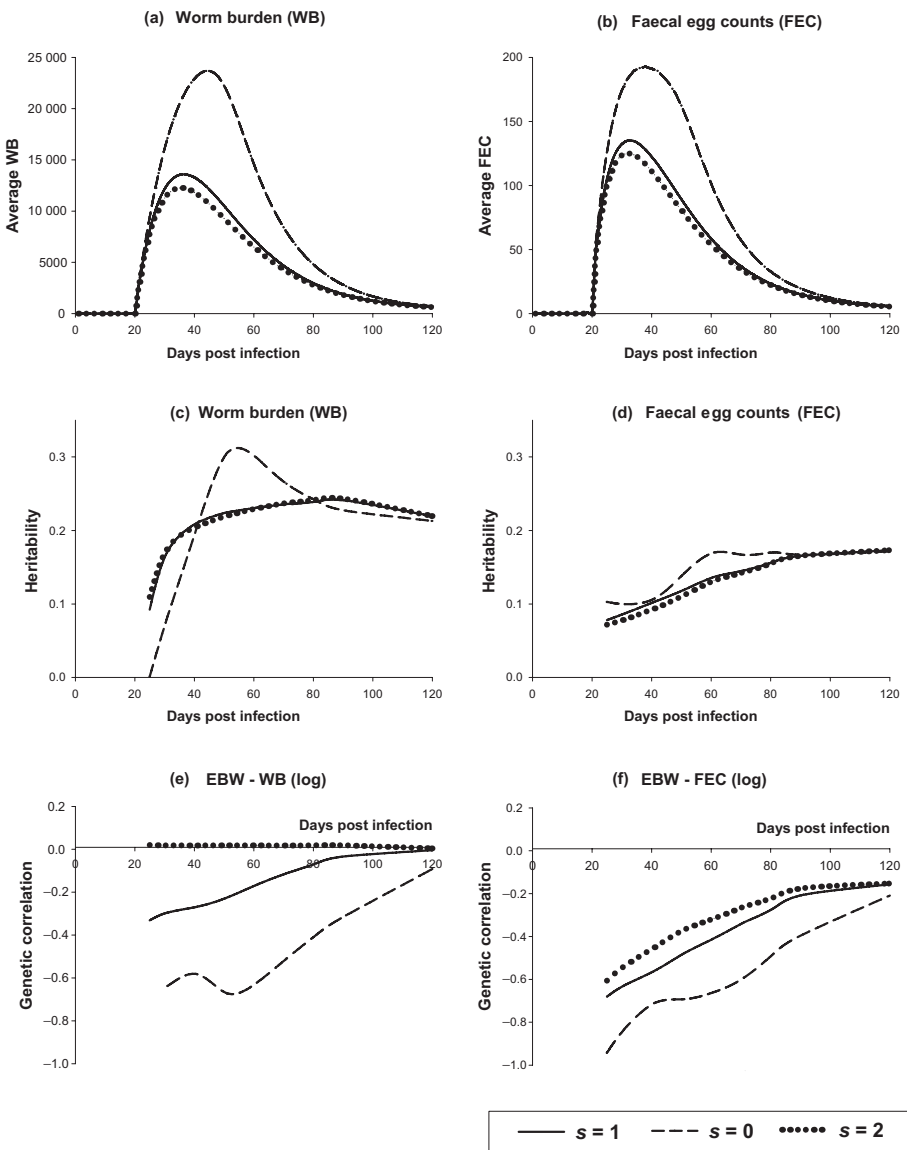 (a) Worm burden (WB)
25 000
20 000
15 000
10 000
5000
0
Average WB
0 20 40 60 80 100 120
Days post infection
(b) Faecal egg counts (FEC)
200
150
100
50
0
Average FEC
0 20 40 60 80 100 120
Days post infection
(c) Worm burden (WB)
0.3
0.2
0.1
0.0
Heritability
0 20 40 60 80 100 120
Days post infection
(d) Faecal egg counts (FEC)
0.3
0.2
0.1
0.0
Heritability
0 20 40 60 80 100 120
Days post infection
(e) EBW - WB (log)
0.2
0.0
−0.2
−0.4
−0.6
−0.8
−1.0
Genetic correlation
Days post infection
0 20 40 60 80 100 120
(f) EBW - FEC (log)
0.2
0.0
−0.2
−0.4
−0.6
−0.8
−1.0
Genetic correlation
Days post infection
0 20 40 60 80 100 120
s = 1 s = 0 s = 2